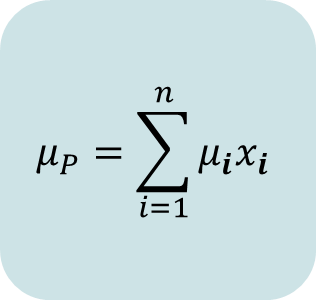 μ_P = ∑_{i=1}^{n} μ_i x_i